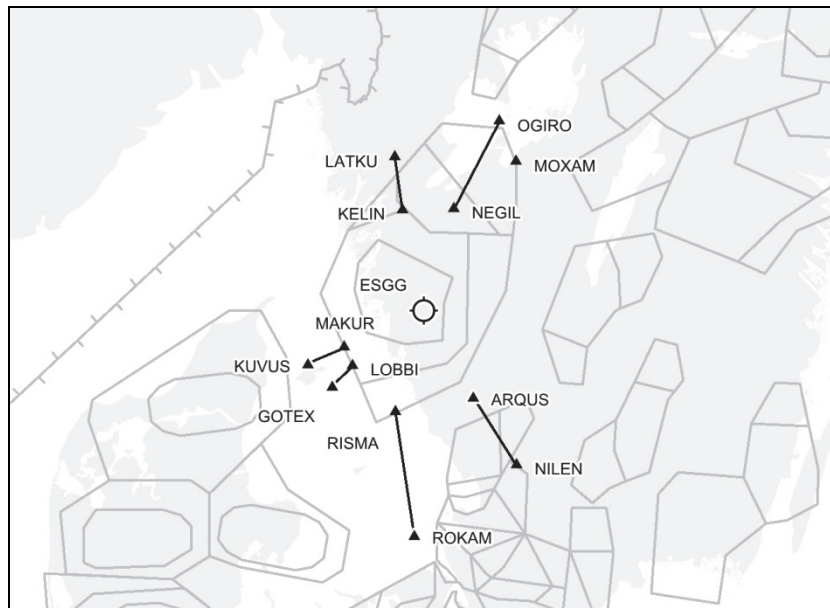 OGIRO
LATKU
MOXAM
KELIN
NEGIL
ESGG
MAKUR
KUVUS
LOBBI
GOTEX
ARQUS
RISMA
NILEN
ROKAM